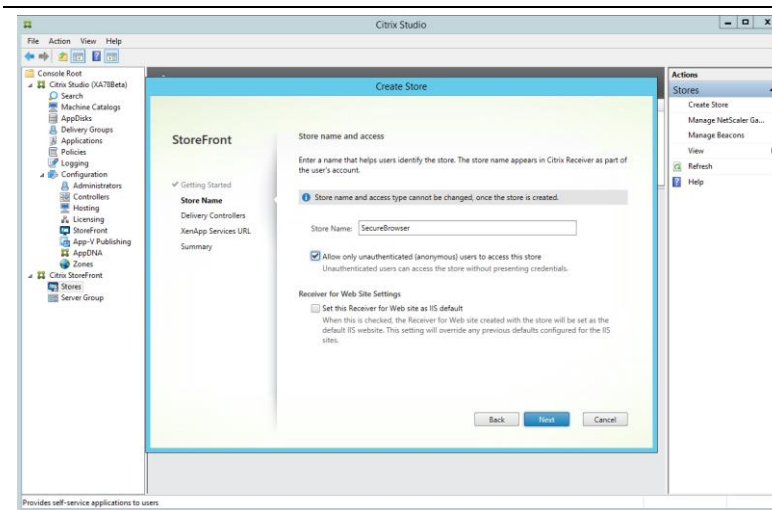 Citrix Studio
File Action View Help
Console Root
Citrix Studio (XA78Beta)
Search
Machine Catalogs
AppDisks
Delivery Groups
Applications
Policies
Logging
Configuration
Administrators
Controllers
Hosting
Licensing
StoreFront
App-V Publishing
AppDNA
Zones
Citrix StoreFront
Stores
Server Group
Create Store
StoreFront
Getting Started
Store Name
Delivery Controllers
XenApp Services URL
Summary
Store name and access
Enter a name that helps users identify the store. The store name appears in Citrix Receiver as part of
the user's account.
Store name and access type cannot be changed, once the store is created.
Store Name: SecureBrowser
Allow only unauthenticated (anonymous) users to access this store
Unauthenticated users can access the store without presenting credentials.
Receiver for Web Site Settings
Set this Receiver for Web site as IIS default
When this is checked, the Receiver for Web site created with the store will be set as the
default IIS website. This setting will override any previous defaults configured for the IIS
sites.
Back Next Cancel
Actions
Stores
Create Store
Manage NetScaler Ga...
Manage Beacons
View
Refresh
Help
Provides self-service applications to users